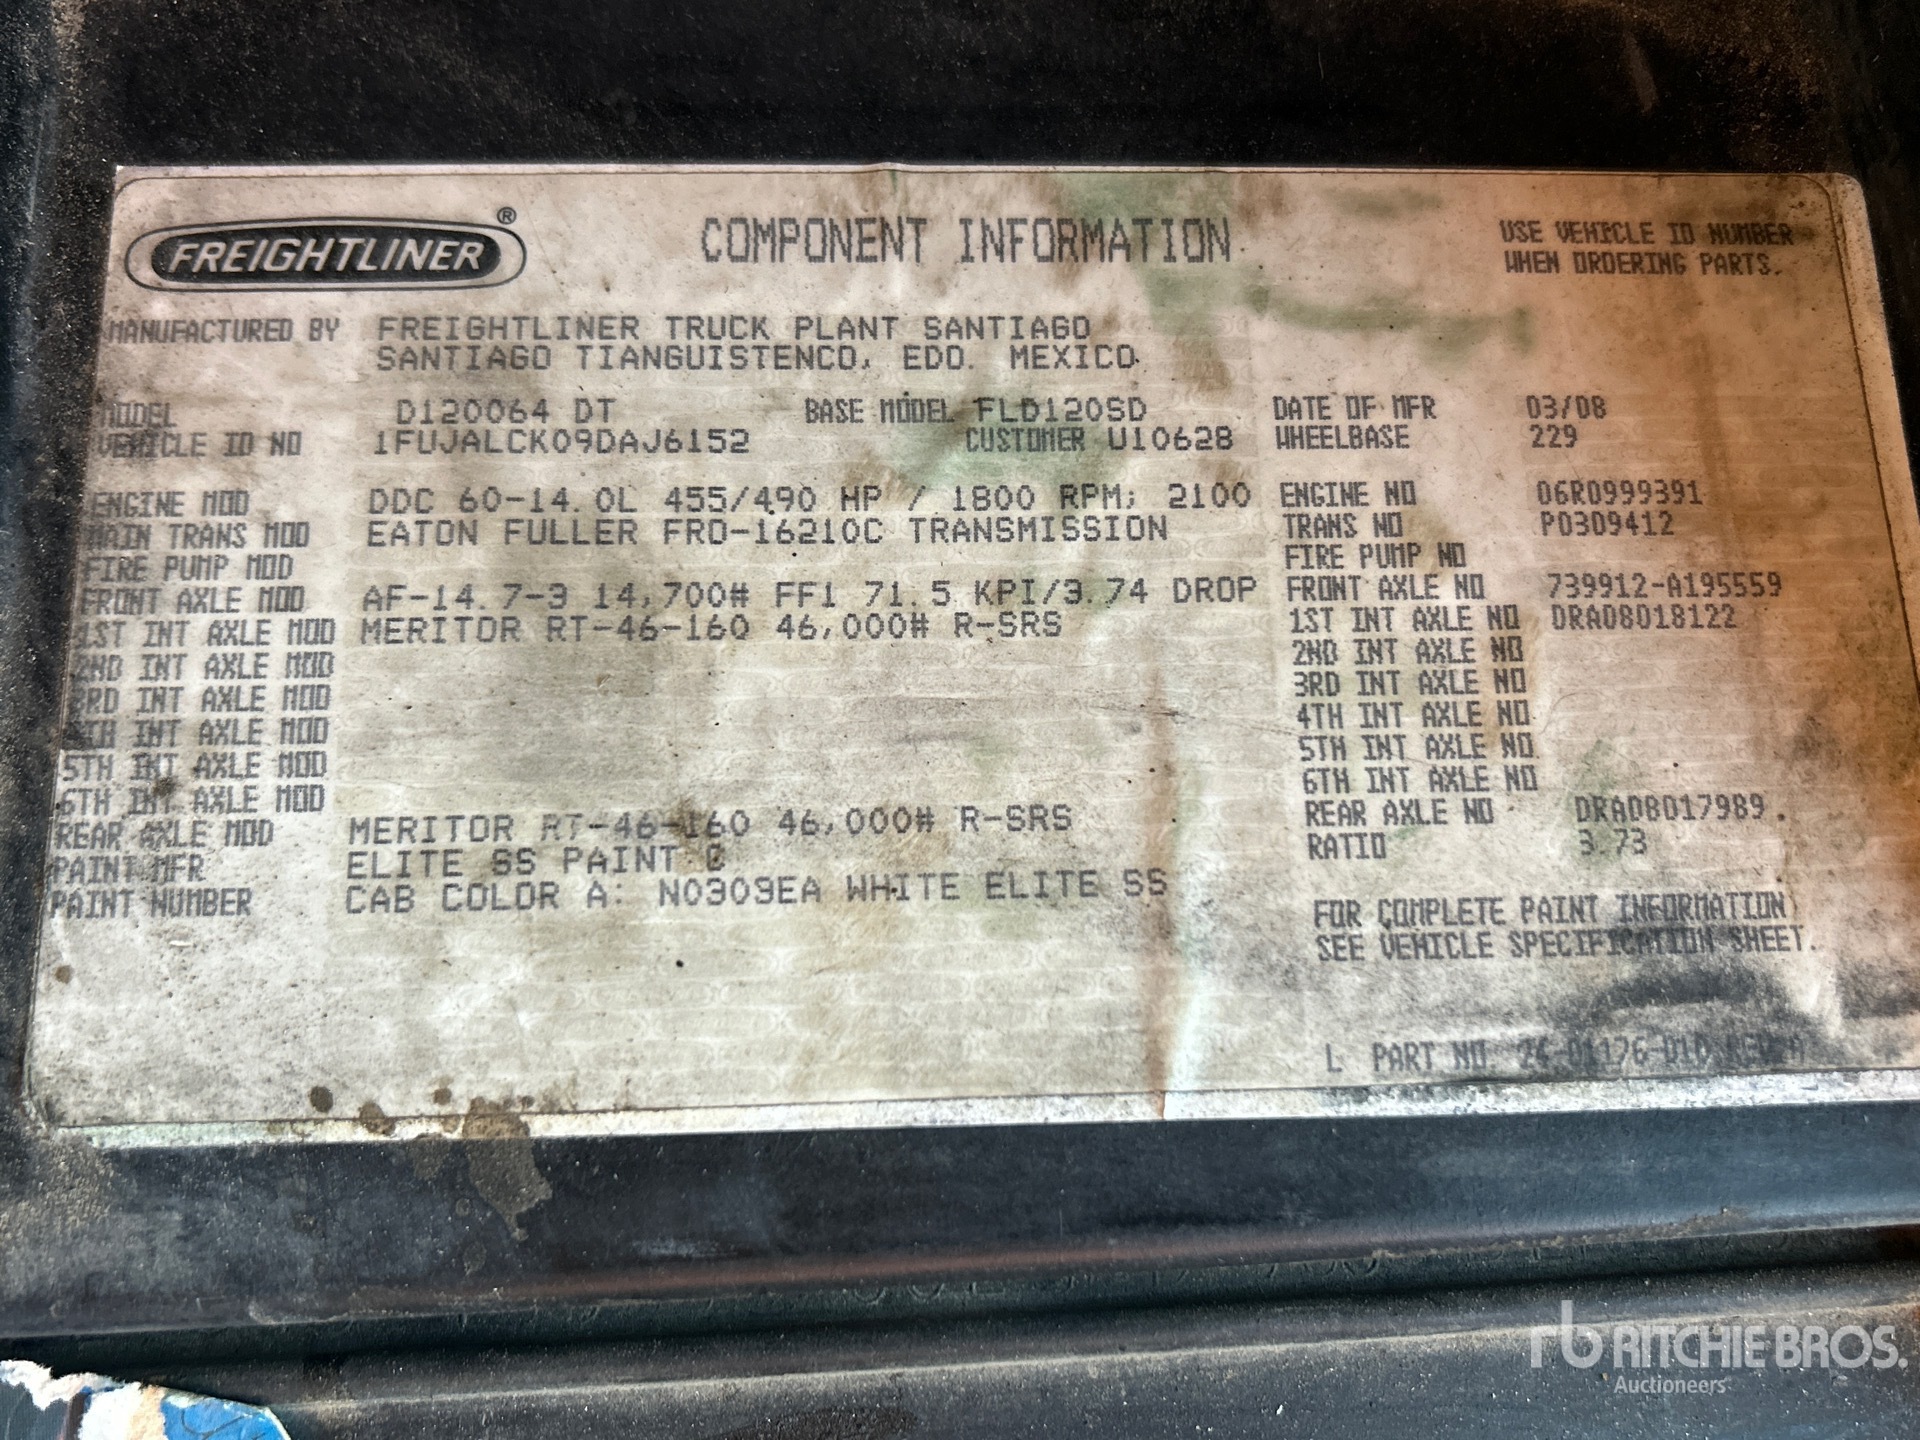 FREIGHTLINER ®
COMPONENT INFORMATION
USE VEHICLE ID NUMBER
WHEN ORDERING PARTS.
MANUFACTURED BY FREIGHTLINER TRUCK PLANT SANTIAGO
SANTIAGO TIANGUISTENCO, EDO. MEXICO
MODEL D120064 DT BASE MODEL FLD120SD DATE OF MFR 03/08
VEHICLE ID NO 1FUJALCK09DAJ6152 CUSTOMER U10628 WHEELBASE 229
ENGINE MOD DDC 60-14.0L 455/490 HP / 1800 RPM; 2100 ENGINE NO 06R0999391
MAIN TRANS MOD EATON FULLER FRO-16210C TRANSMISSION TRANS NO P0309412
FIRE PUMP MOD FIRE PUMP NO
FRONT AXLE MOD AF-14.7-3 14,700# FF1 71.5 KPI/3.74 DROP FRONT AXLE NO 739912-A195559
1ST INT AXLE MOD MERITOR RT-46-160 46,000# R-SRS 1ST INT AXLE NO DRA08018122
2ND INT AXLE MOD 2ND INT AXLE NO
3RD INT AXLE MOD 3RD INT AXLE NO
4TH INT AXLE MOD 4TH INT AXLE NO
5TH INT AXLE MOD 5TH INT AXLE NO
6TH INT AXLE MOD 6TH INT AXLE NO
REAR AXLE MOD MERITOR RT-46-160 46,000# R-SRS REAR AXLE NO DRA08017989
PAINT MFR ELITE SS PAINT C RATIO 3.73
PAINT NUMBER CAB COLOR A: N0303EA WHITE ELITE SS
FOR COMPLETE PAINT INFORMATION
SEE VEHICLE SPECIFICATION SHEET.
L PART NO. 24-01176-010 REV A
rb RITCHIE BROS.
Auctioneers